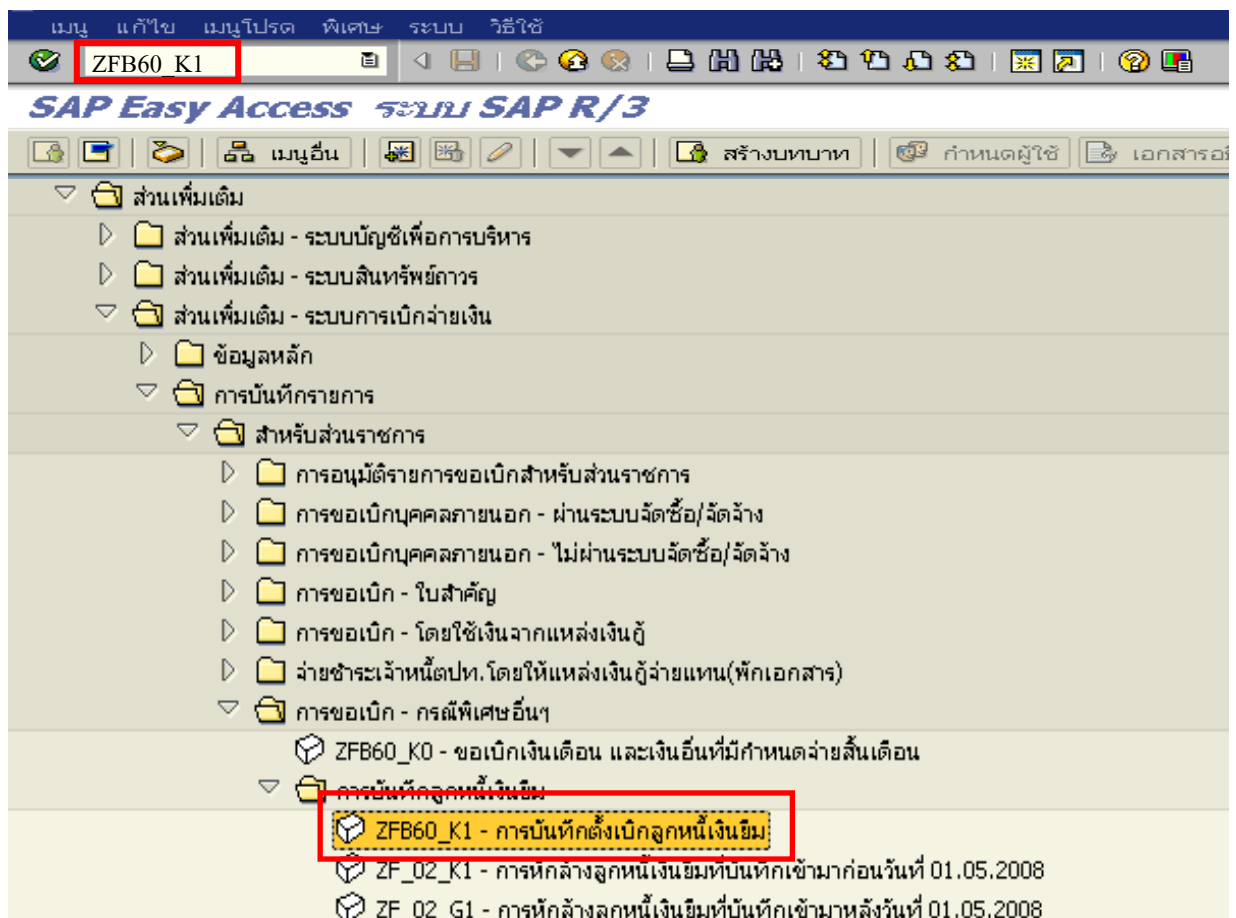 เมนู แก้ไข เมนูโปรด พิเศษ ระบบ วิธีใช้
ZFB60_K1
SAP Easy Access ระบบ SAP R/3
เมนูอื่น สร้างบทบาท กำหนดผู้ใช้ เอกสารอธิ
ส่วนเพิ่มเติม
ส่วนเพิ่มเติม - ระบบบัญชีเพื่อการบริหาร
ส่วนเพิ่มเติม - ระบบสินทรัพย์ถาวร
ส่วนเพิ่มเติม - ระบบการเบิกจ่ายเงิน
ข้อมูลหลัก
การบันทึกรายการ
สำหรับส่วนราชการ
การอนุมัติรายการขอเบิกสำหรับส่วนราชการ
การขอเบิกบุคคลภายนอก - ผ่านระบบจัดซื้อ/จัดจ้าง
การขอเบิกบุคคลภายนอก - ไม่ผ่านระบบจัดซื้อ/จัดจ้าง
การขอเบิก - ใบสำคัญ
การขอเบิก - โดยใช้เงินจากแหล่งเงินกู้
จ่ายชำระเจ้าหนี้ตปท.โดยให้แหล่งเงินกู้จ่ายแทน(พักเอกสาร)
การขอเบิก - กรณีพิเศษอื่นๆ
ZFB60_K0 - ขอเบิกเงินเดือน และเงินอื่นที่มีกำหนดจ่ายสิ้นเดือน
การบันทึกลูกหนี้เงินยืม
ZFB60_K1 - การบันทึกตั้งเบิกลูกหนี้เงินยืม
ZF_02_K1 - การหักล้างลูกหนี้เงินยืมที่บันทึกเข้ามาก่อนวันที่ 01.05.2008
ZF_02_G1 - การหักล้างลูกหนี้เงินยืมที่บันทึกเข้ามาหลังวันที่ 01.05.2008